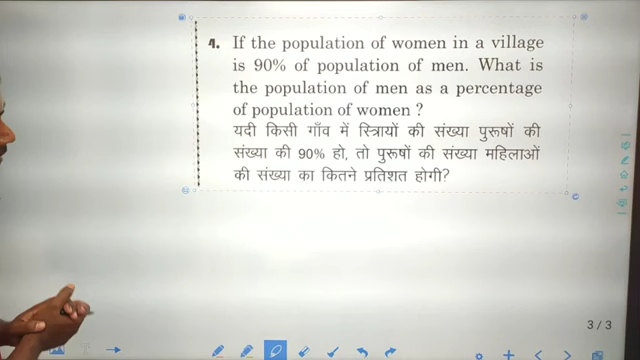 4. If the population of women in a village
is 90% of population of men. What is
the population of men as a percentage
of population of women ?
यदी किसी गाँव में स्त्रिायों की संख्या पुरूषों की
संख्या की 90% हो, तो पुरूषों की संख्या महिलाओं
की संख्या का कितने प्रतिशत होगी?
3 / 3